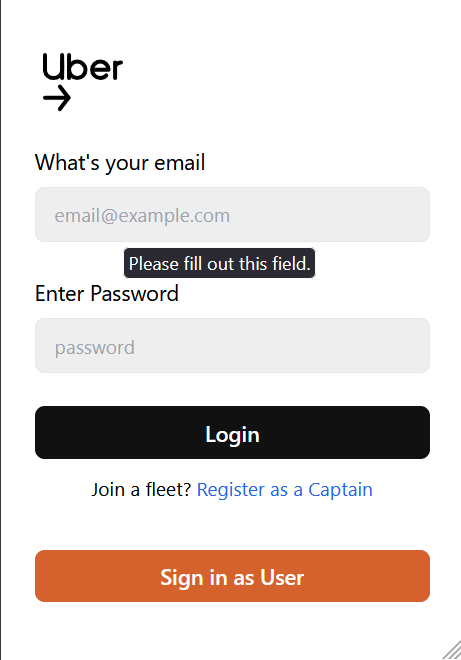 Uber
What's your email
email@example.com
Please fill out this field.
Enter Password
password
Login
Join a fleet? Register as a Captain
Sign in as User